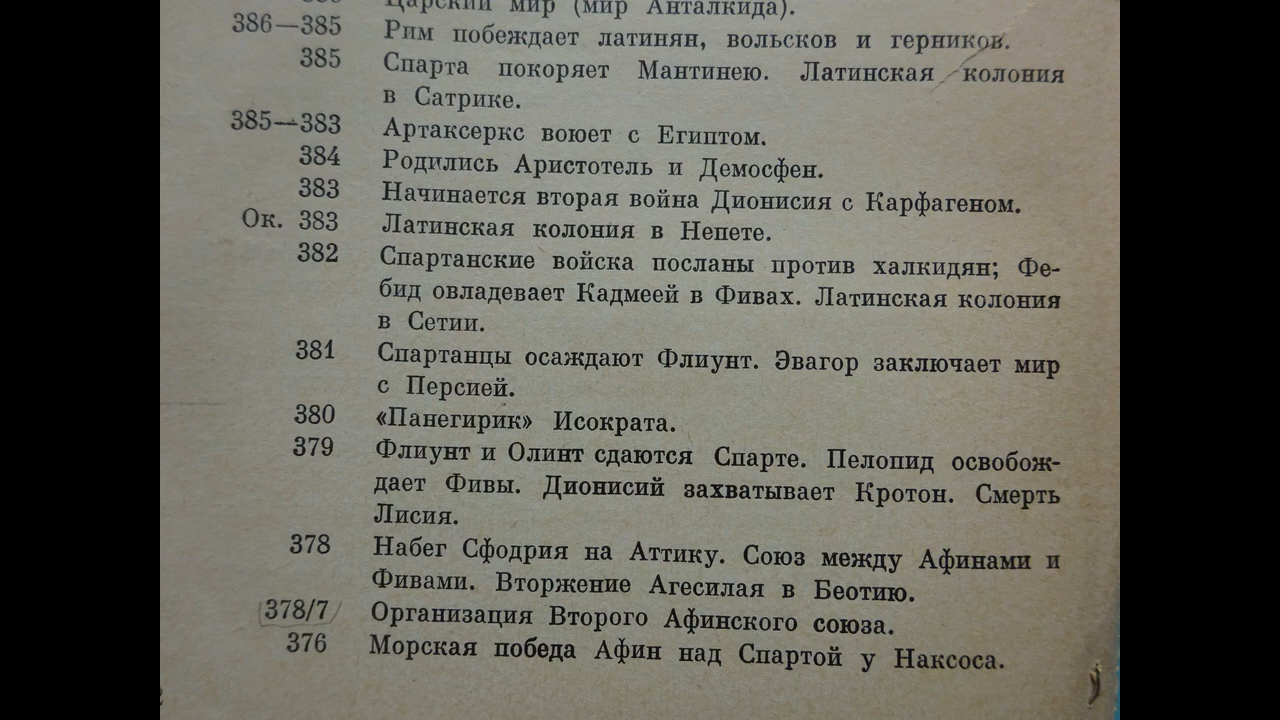 Царский мир (мир Анталкида).
386—385 Рим побеждает латинян, вольсков и герников.
385 Спарта покоряет Мантинею. Латинская колония
в Сатрике.
385—383 Артаксеркс воюет с Египтом.
384 Родились Аристотель и Демосфен.
383 Начинается вторая война Дионисия с Карфагеном.
Ок. 383 Латинская колония в Непете.
382 Спартанские войска посланы против халкидян; Фе-
бид овладевает Кадмеей в Фивах. Латинская колония
в Сетии.
381 Спартанцы осаждают Флиунт. Эвагор заключает мир
с Персией.
380 «Панегирик» Исократа.
379 Флиунт и Олинт сдаются Спарте. Пелопид освобож-
дает Фивы. Дионисий захватывает Кротон. Смерть
Лисия.
378 Набег Сфодрия на Аттику. Союз между Афинами и
Фивами. Вторжение Агесилая в Беотию.
378/7 Организация Второго Афинского союза.
376 Морская победа Афин над Спартой у Наксоса.